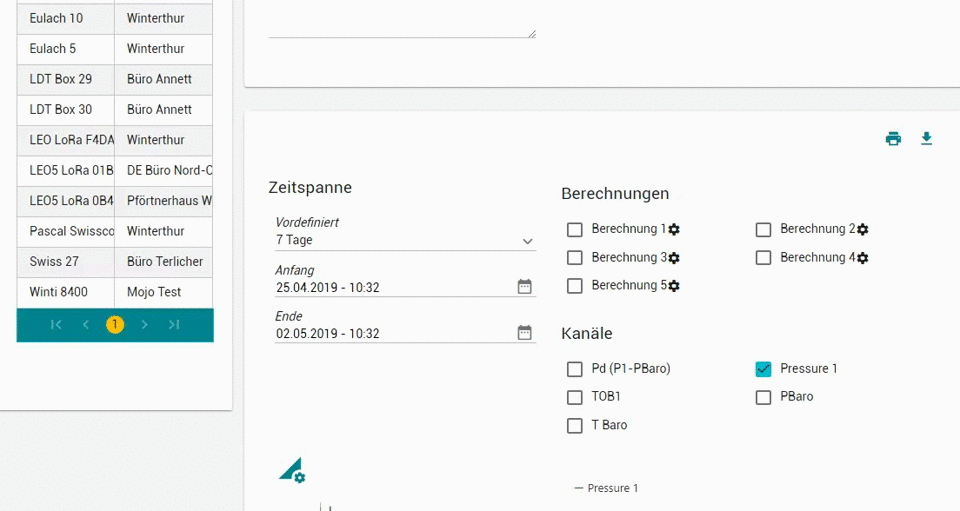 Eulach 10 Winterthur
Eulach 5 Winterthur
LDT Box 29 Büro Annett
LDT Box 30 Büro Annett
LEO LoRa F4DA Winterthur
LEO5 LoRa 01B DE Büro Nord-C
LEO5 LoRa 0B4 Pförtnerhaus W
Pascal Swissco Winterthur
Swiss 27 Büro Terlicher
Winti 8400 Mojo Test
1
Zeitspanne
Vordefiniert
7 Tage
Anfang
25.04.2019 - 10:32
Ende
02.05.2019 - 10:32
Berechnungen
Berechnung 1 Berechnung 2
Berechnung 3 Berechnung 4
Berechnung 5
Kanäle
Pd (P1-PBaro) Pressure 1
TOB1 PBaro
T Baro
Pressure 1